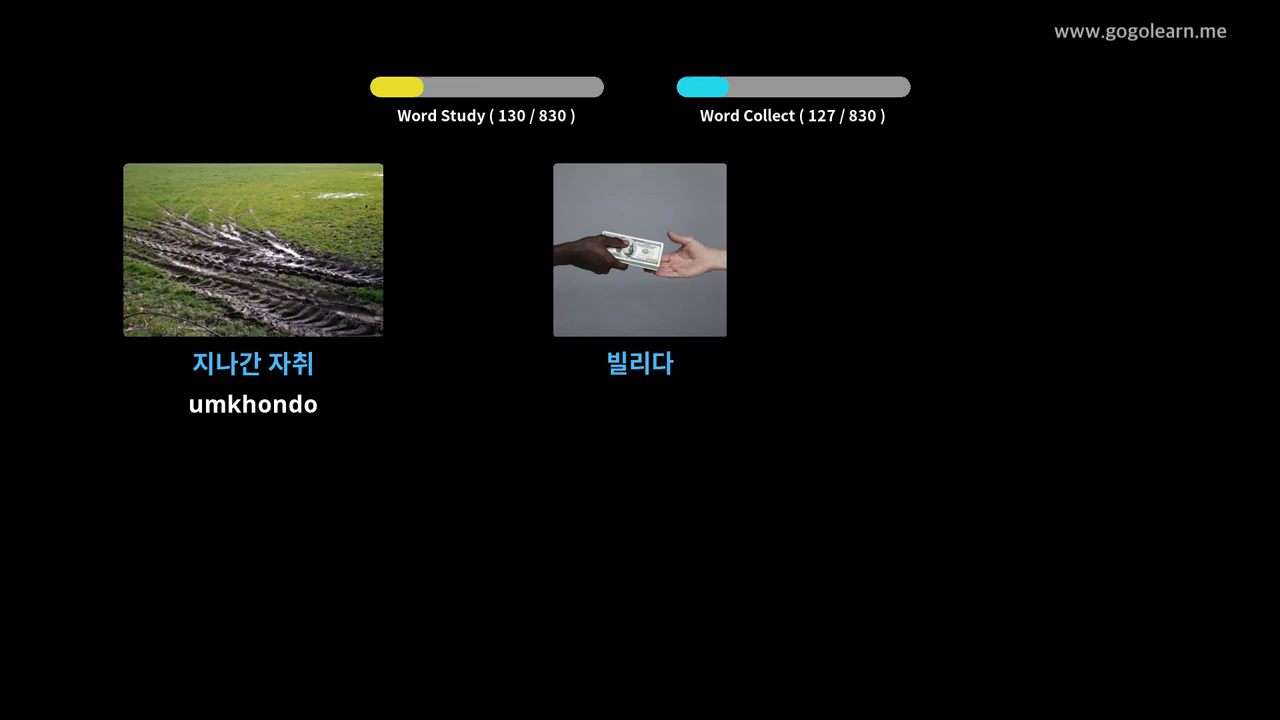 www.gogolearn.me
Word Study ( 130 / 830 )
Word Collect ( 127 / 830 )
지나간 자취
umkhondo
빌리다